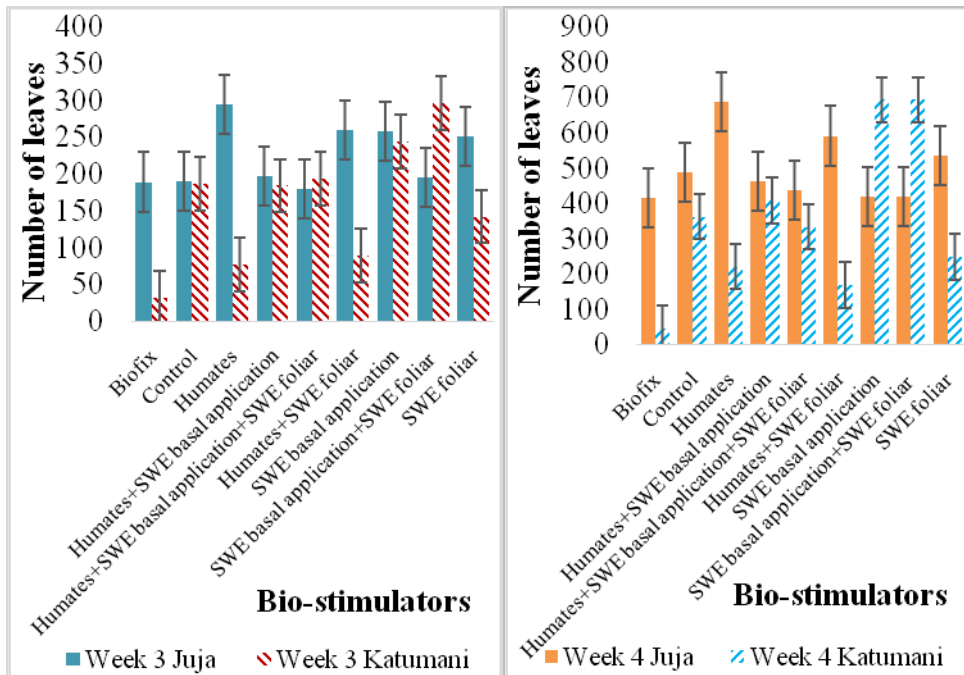 Number of leaves
400
350
300
250
200
150
100
50
0
Biofix
Control
Humates
Humates+SWE basal application
Humates+SWE basal application+SWE foliar
Humates+SWE foliar
SWE basal application
SWE basal application+SWE foliar
SWE foliar
Bio-stimulators
Week 3 Juja
Week 3 Katumani
Number of leaves
900
800
700
600
500
400
300
200
100
0
Biofix
Control
Humates
Humates+SWE basal application
Humates+SWE basal application+SWE foliar
Humates+SWE foliar
SWE basal application
SWE basal application+SWE foliar
SWE foliar
Bio-stimulators
Week 4 Juja
Week 4 Katumani